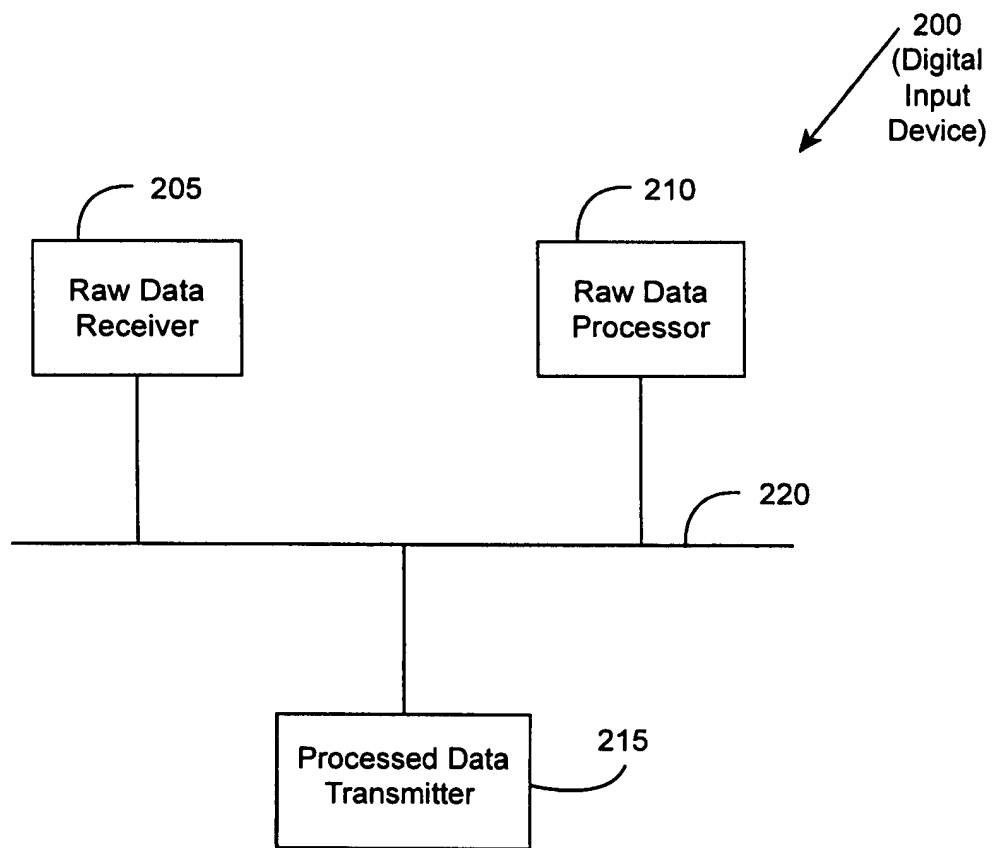 200
(Digital
Input
Device)
205
210
Raw Data
Receiver
Raw Data
Processor
220
215
Processed Data
Transmitter